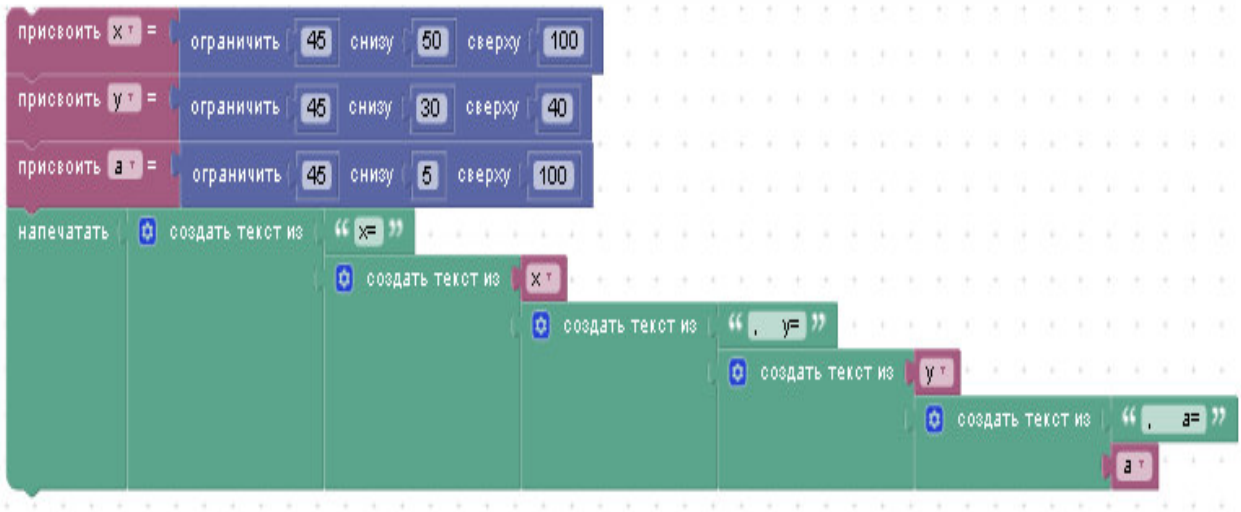 присвоить x = ограничить 45 снизу 50 сверху 100
присвоить y = ограничить 45 снизу 30 сверху 40
присвоить a = ограничить 45 снизу 5 сверху 100
напечатать создать текст из “ x= ”
создать текст из x
создать текст из “ ,   y= ”
создать текст из y
создать текст из “ ,   a= ”
a